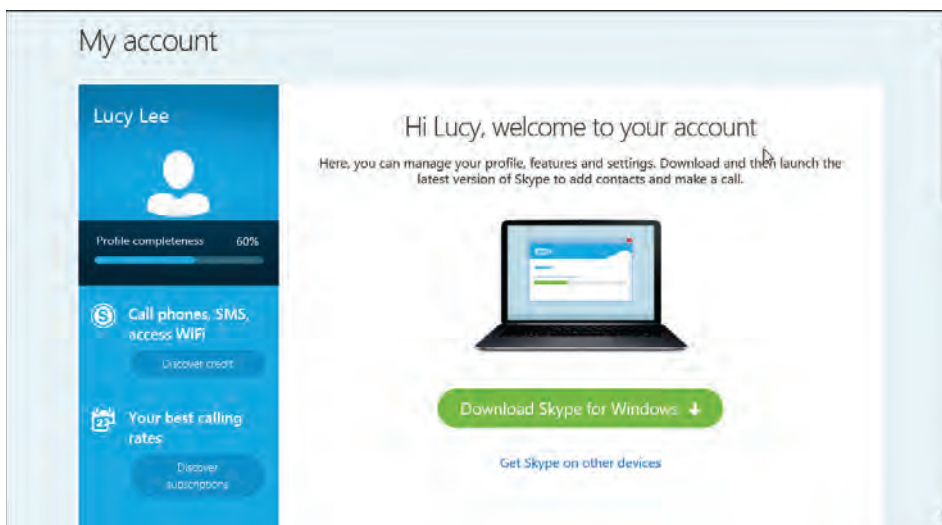 My account
Lucy Lee
Hi Lucy, welcome to your account
Here, you can manage your profile, features and settings. Download and then launch the
latest version of Skype to add contacts and make a call.
Profile completeness 60%
Call phones, SMS,
access WiFi
Discover credit
Your best calling
rates
Discover
subscriptions
Download Skype for Windows
Get Skype on other devices